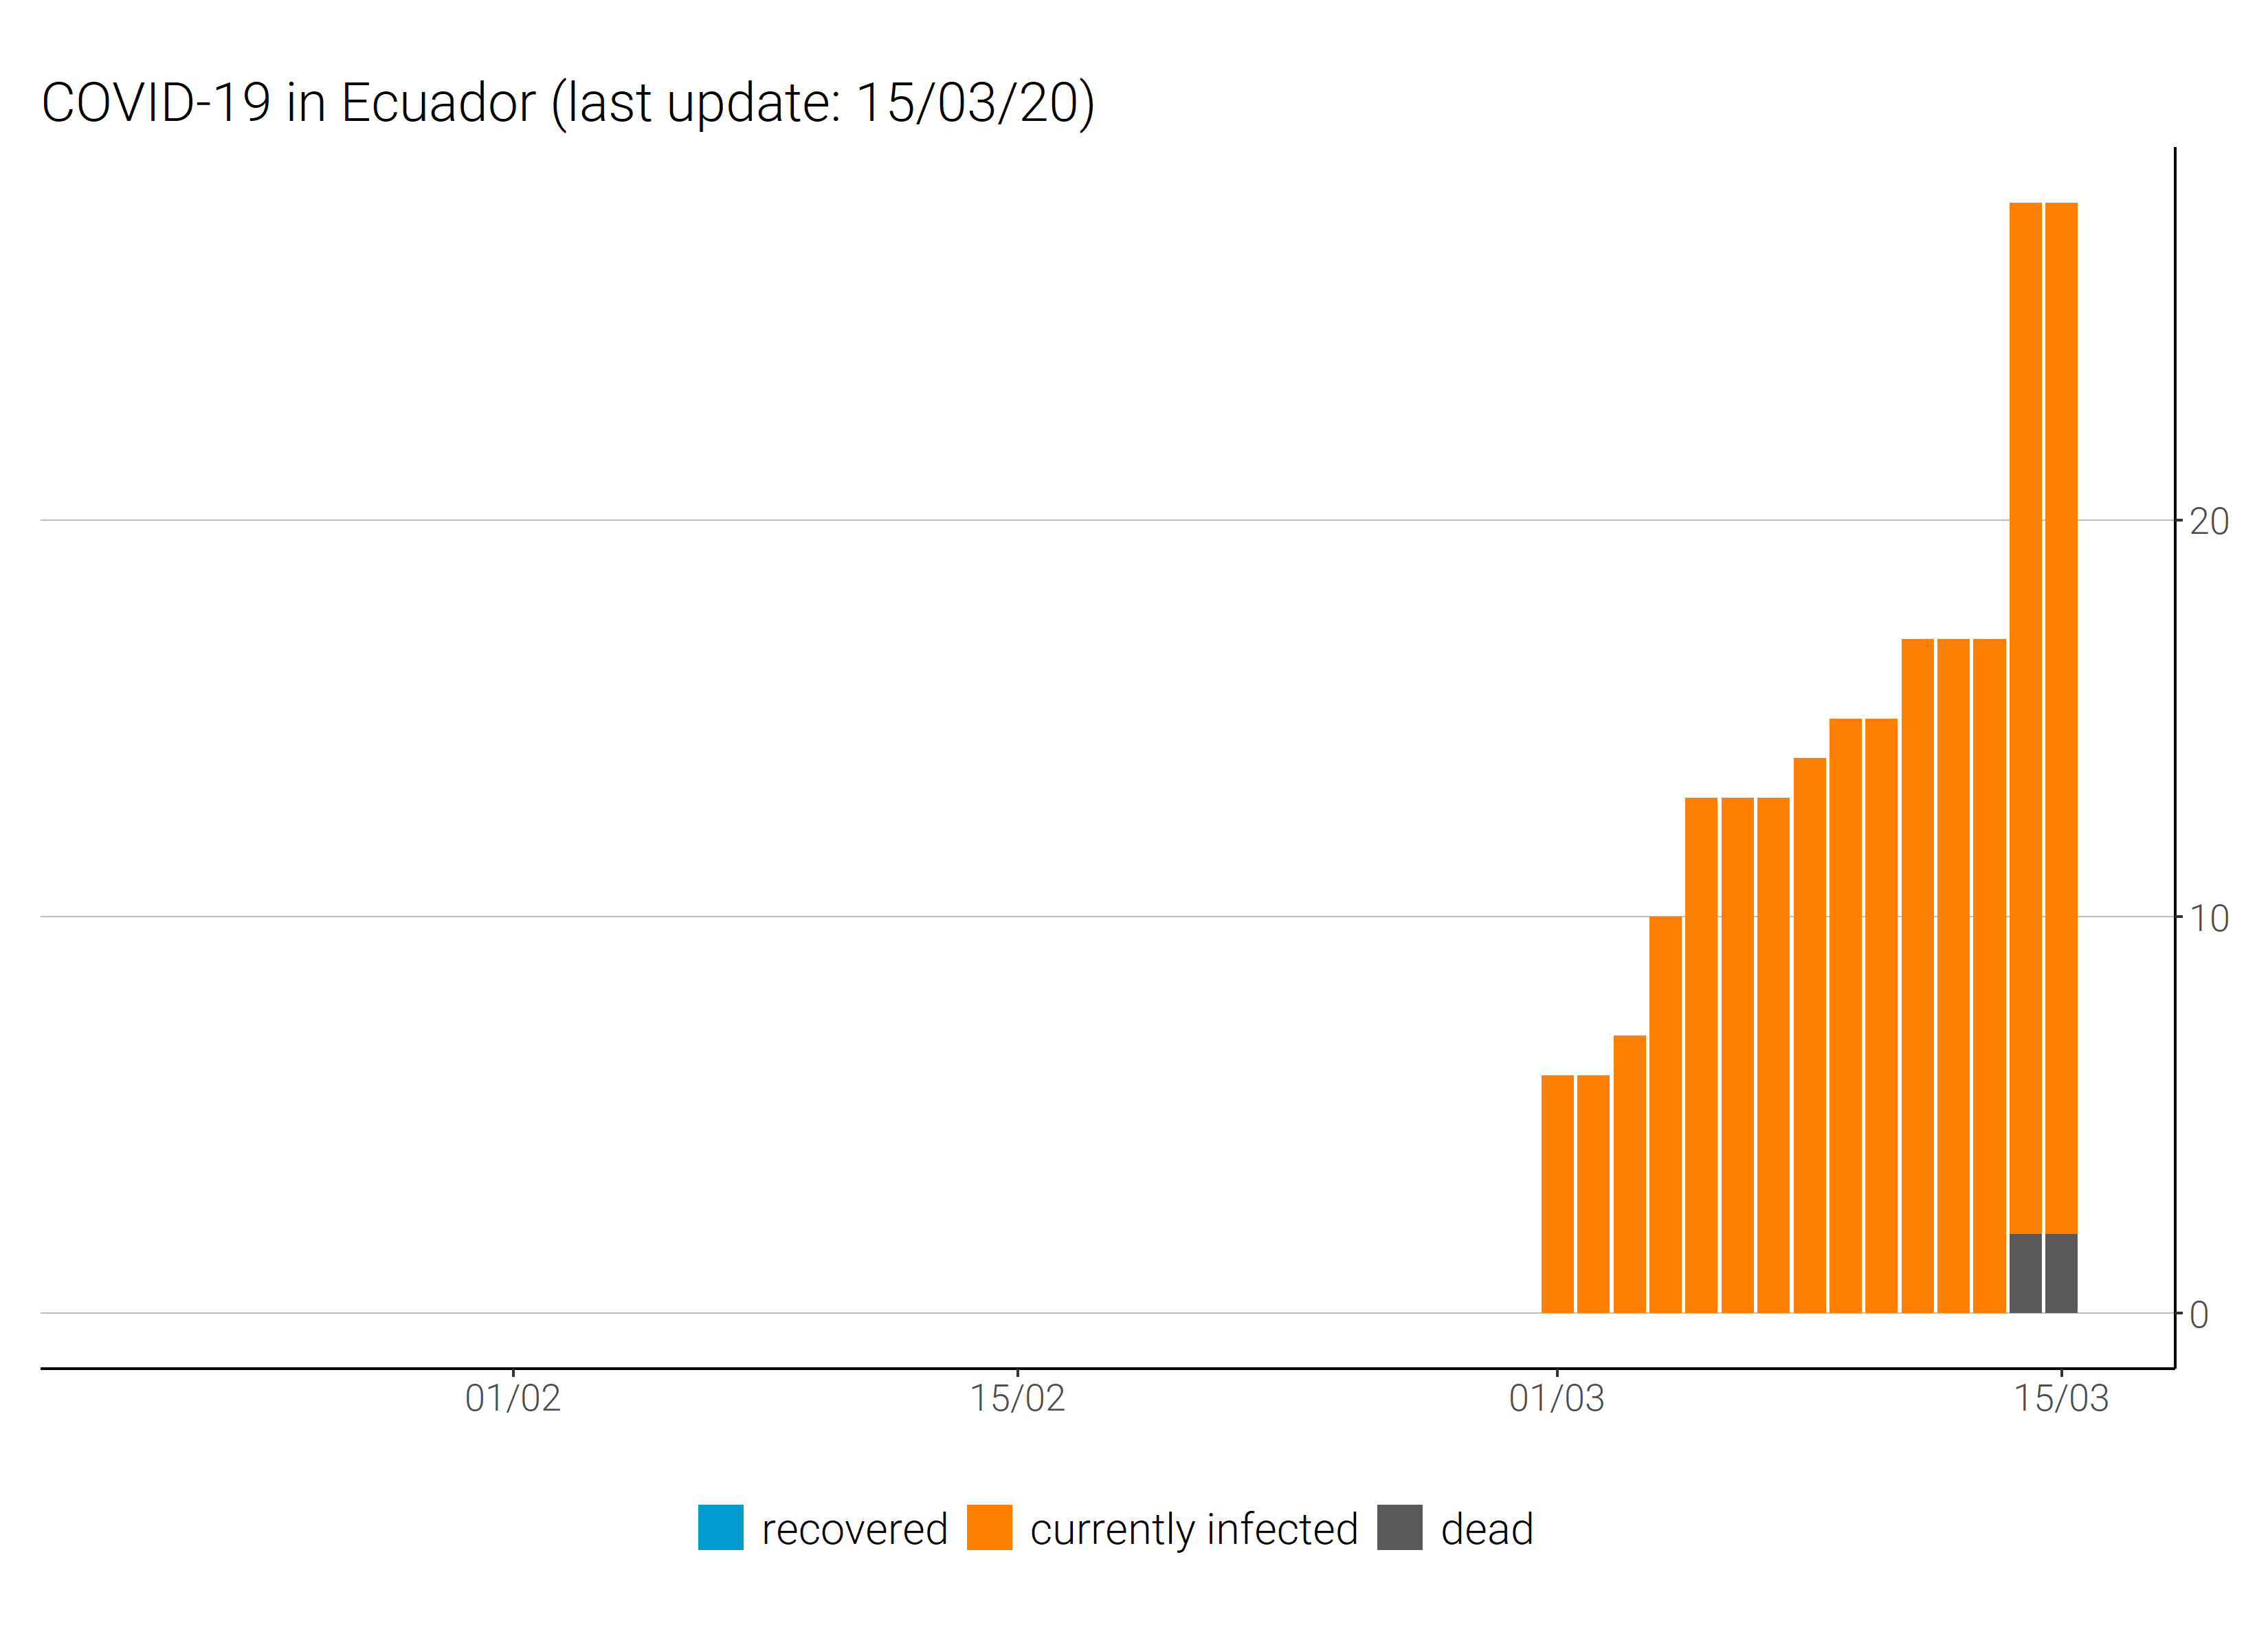 COVID-19 in Ecuador (last update: 15/03/20)
20
10
0
01/02 15/02 01/03 15/03
recovered currently infected dead